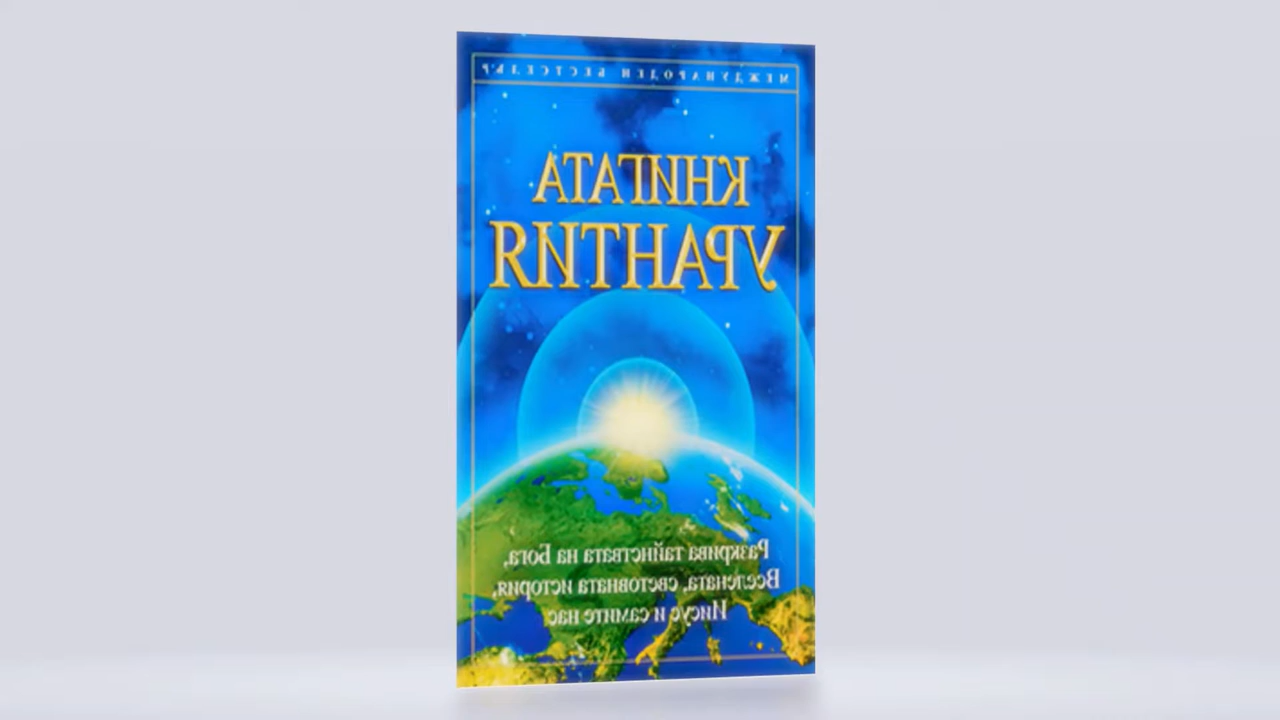 МЕЖДУНАРОДЕН БЕСТСЕЛЪР
КНИГАТА
УРАНТИЯ
Разкрива тайнствата на Бога,
Вселената, световната история,
Иисус и самите нас